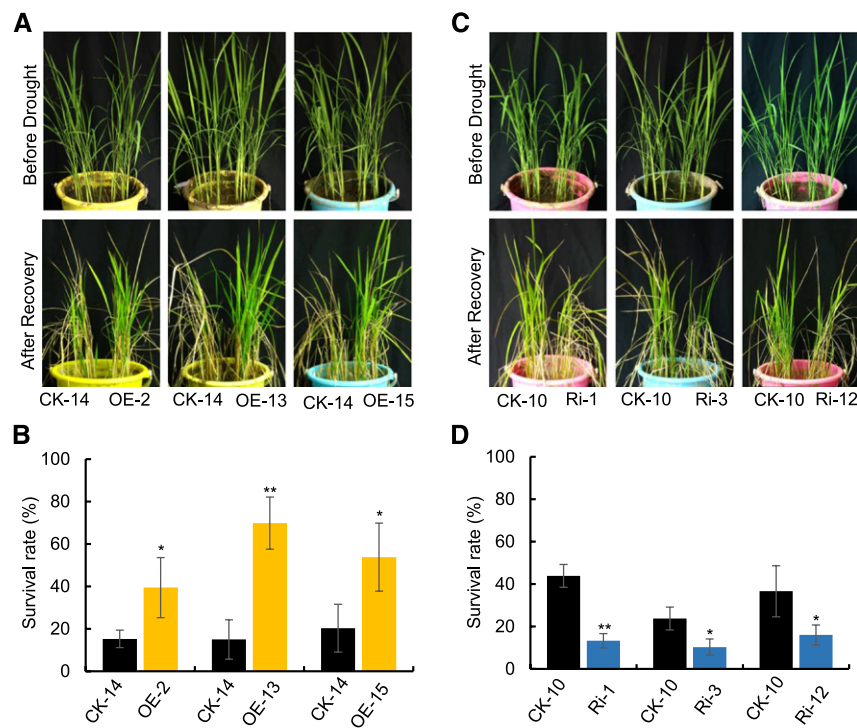 A
Before Drought
After Recovery
CK-14 OE-2 CK-14 OE-13 CK-14 OE-15
C
Before Drought
After Recovery
CK-10 Ri-1 CK-10 Ri-3 CK-10 Ri-12
B
Survival rate (%)
100
80
60
40
20
0
* ** *
CK-14 OE-2 CK-14 OE-13 CK-14 OE-15
D
Survival rate (%)
100
80
60
40
20
0
** * *
CK-10 Ri-1 CK-10 Ri-3 CK-10 Ri-12